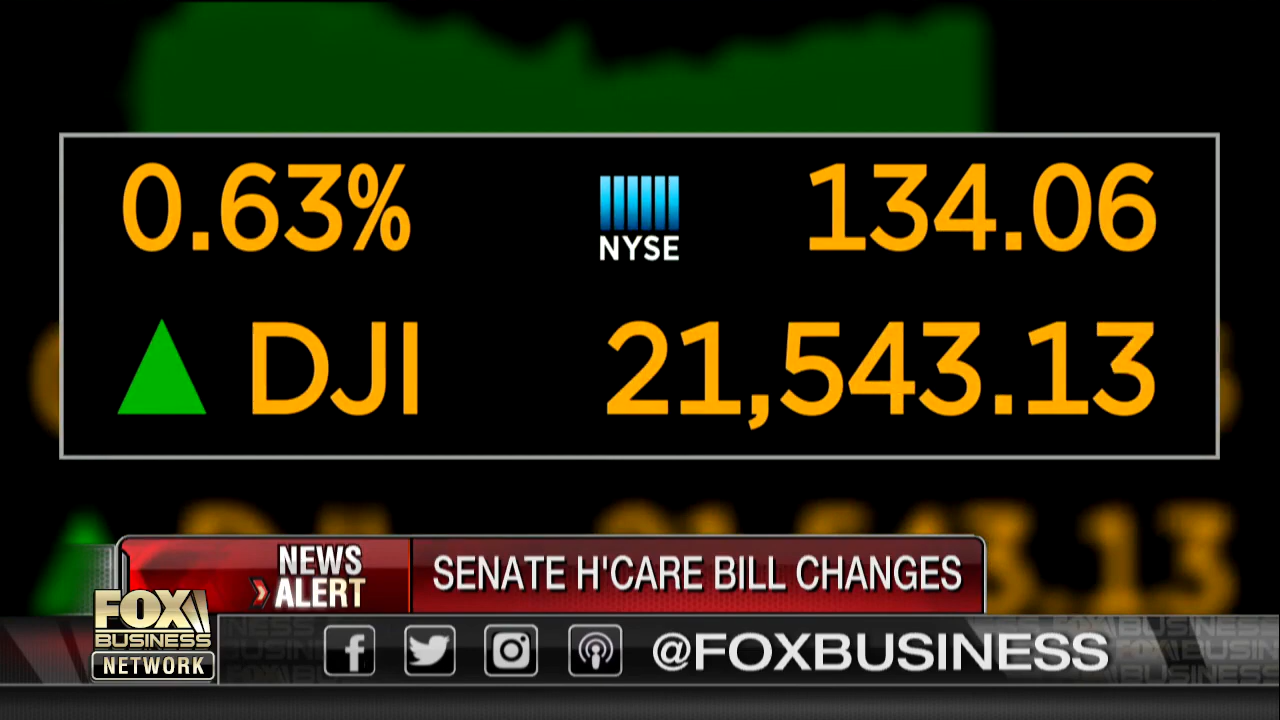 0.63%
NYSE
134.06
DJI
21,543.13
NEWS
ALERT
SENATE H'CARE BILL CHANGES
FOX
BUSINESS
NETWORK
@FOXBUSINESS